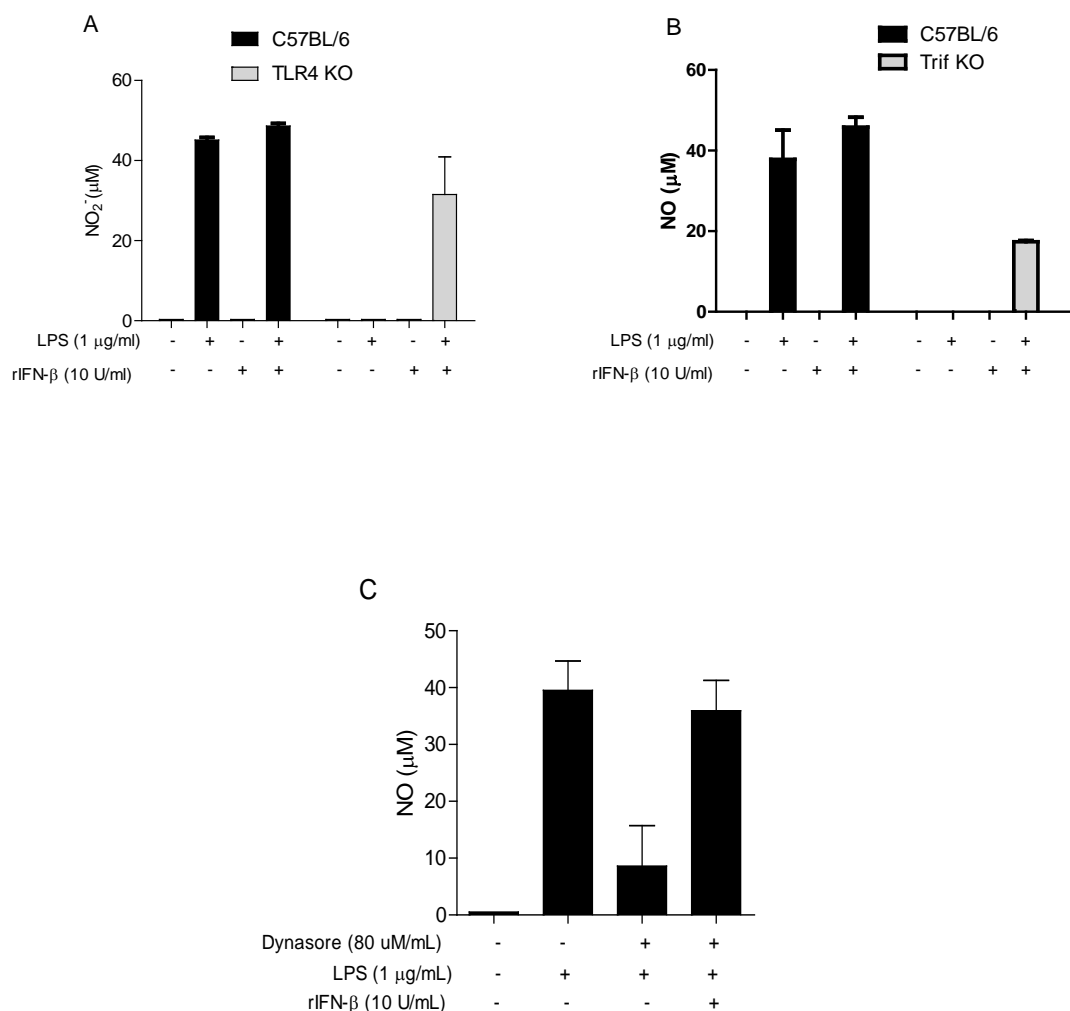 A
C57BL/6
TLR4 KO
60
40
20
0
NO₂⁻ (μM)
LPS (1 μg/ml) - + - + - + - +
rIFN-β (10 U/ml) - - + + - - + +
B
C57BL/6
Trif KO
60
40
20
0
NO (μM)
LPS (1 μg/ml) - + - + - + - +
rIFN-β (10 U/ml) - - + + - - + +
C
50
40
30
20
10
0
NO (μM)
Dynasore (80 uM/mL) - - + +
LPS (1 μg/mL) - + + +
rIFN-β (10 U/mL) - - - +